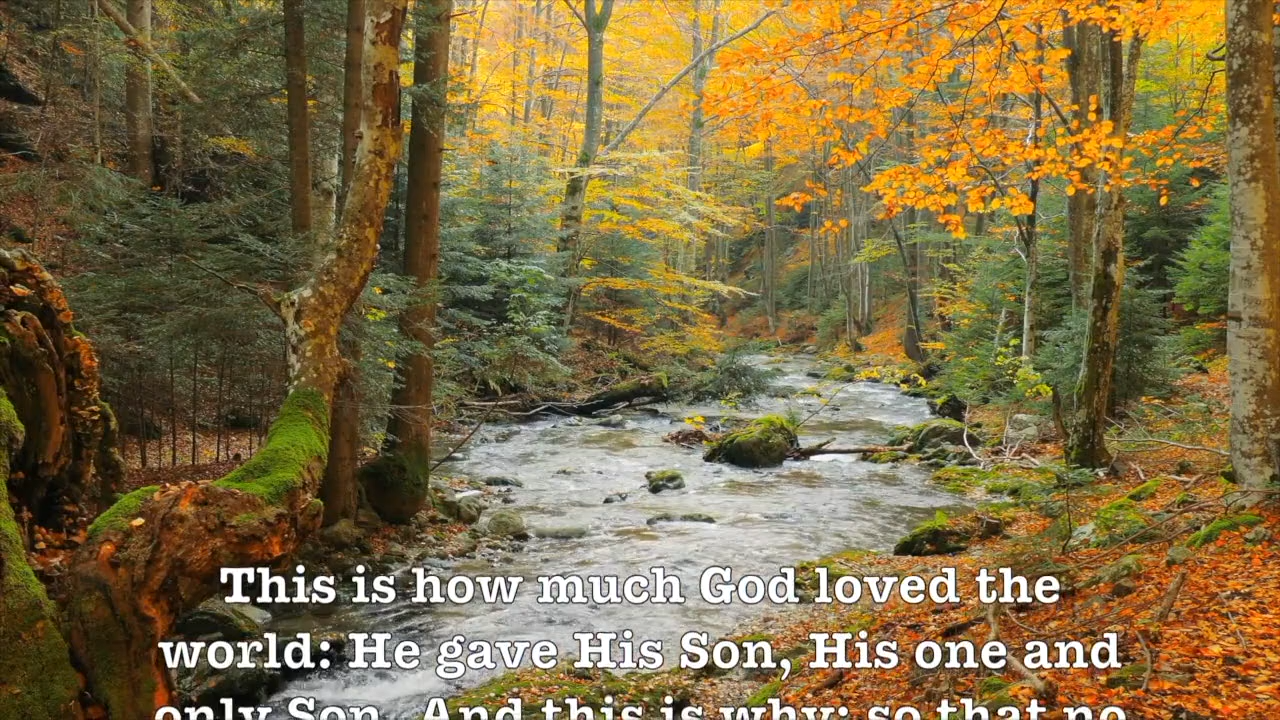 This is how much God loved the
world: He gave His Son, His one and
only Son. And this is why: so that no